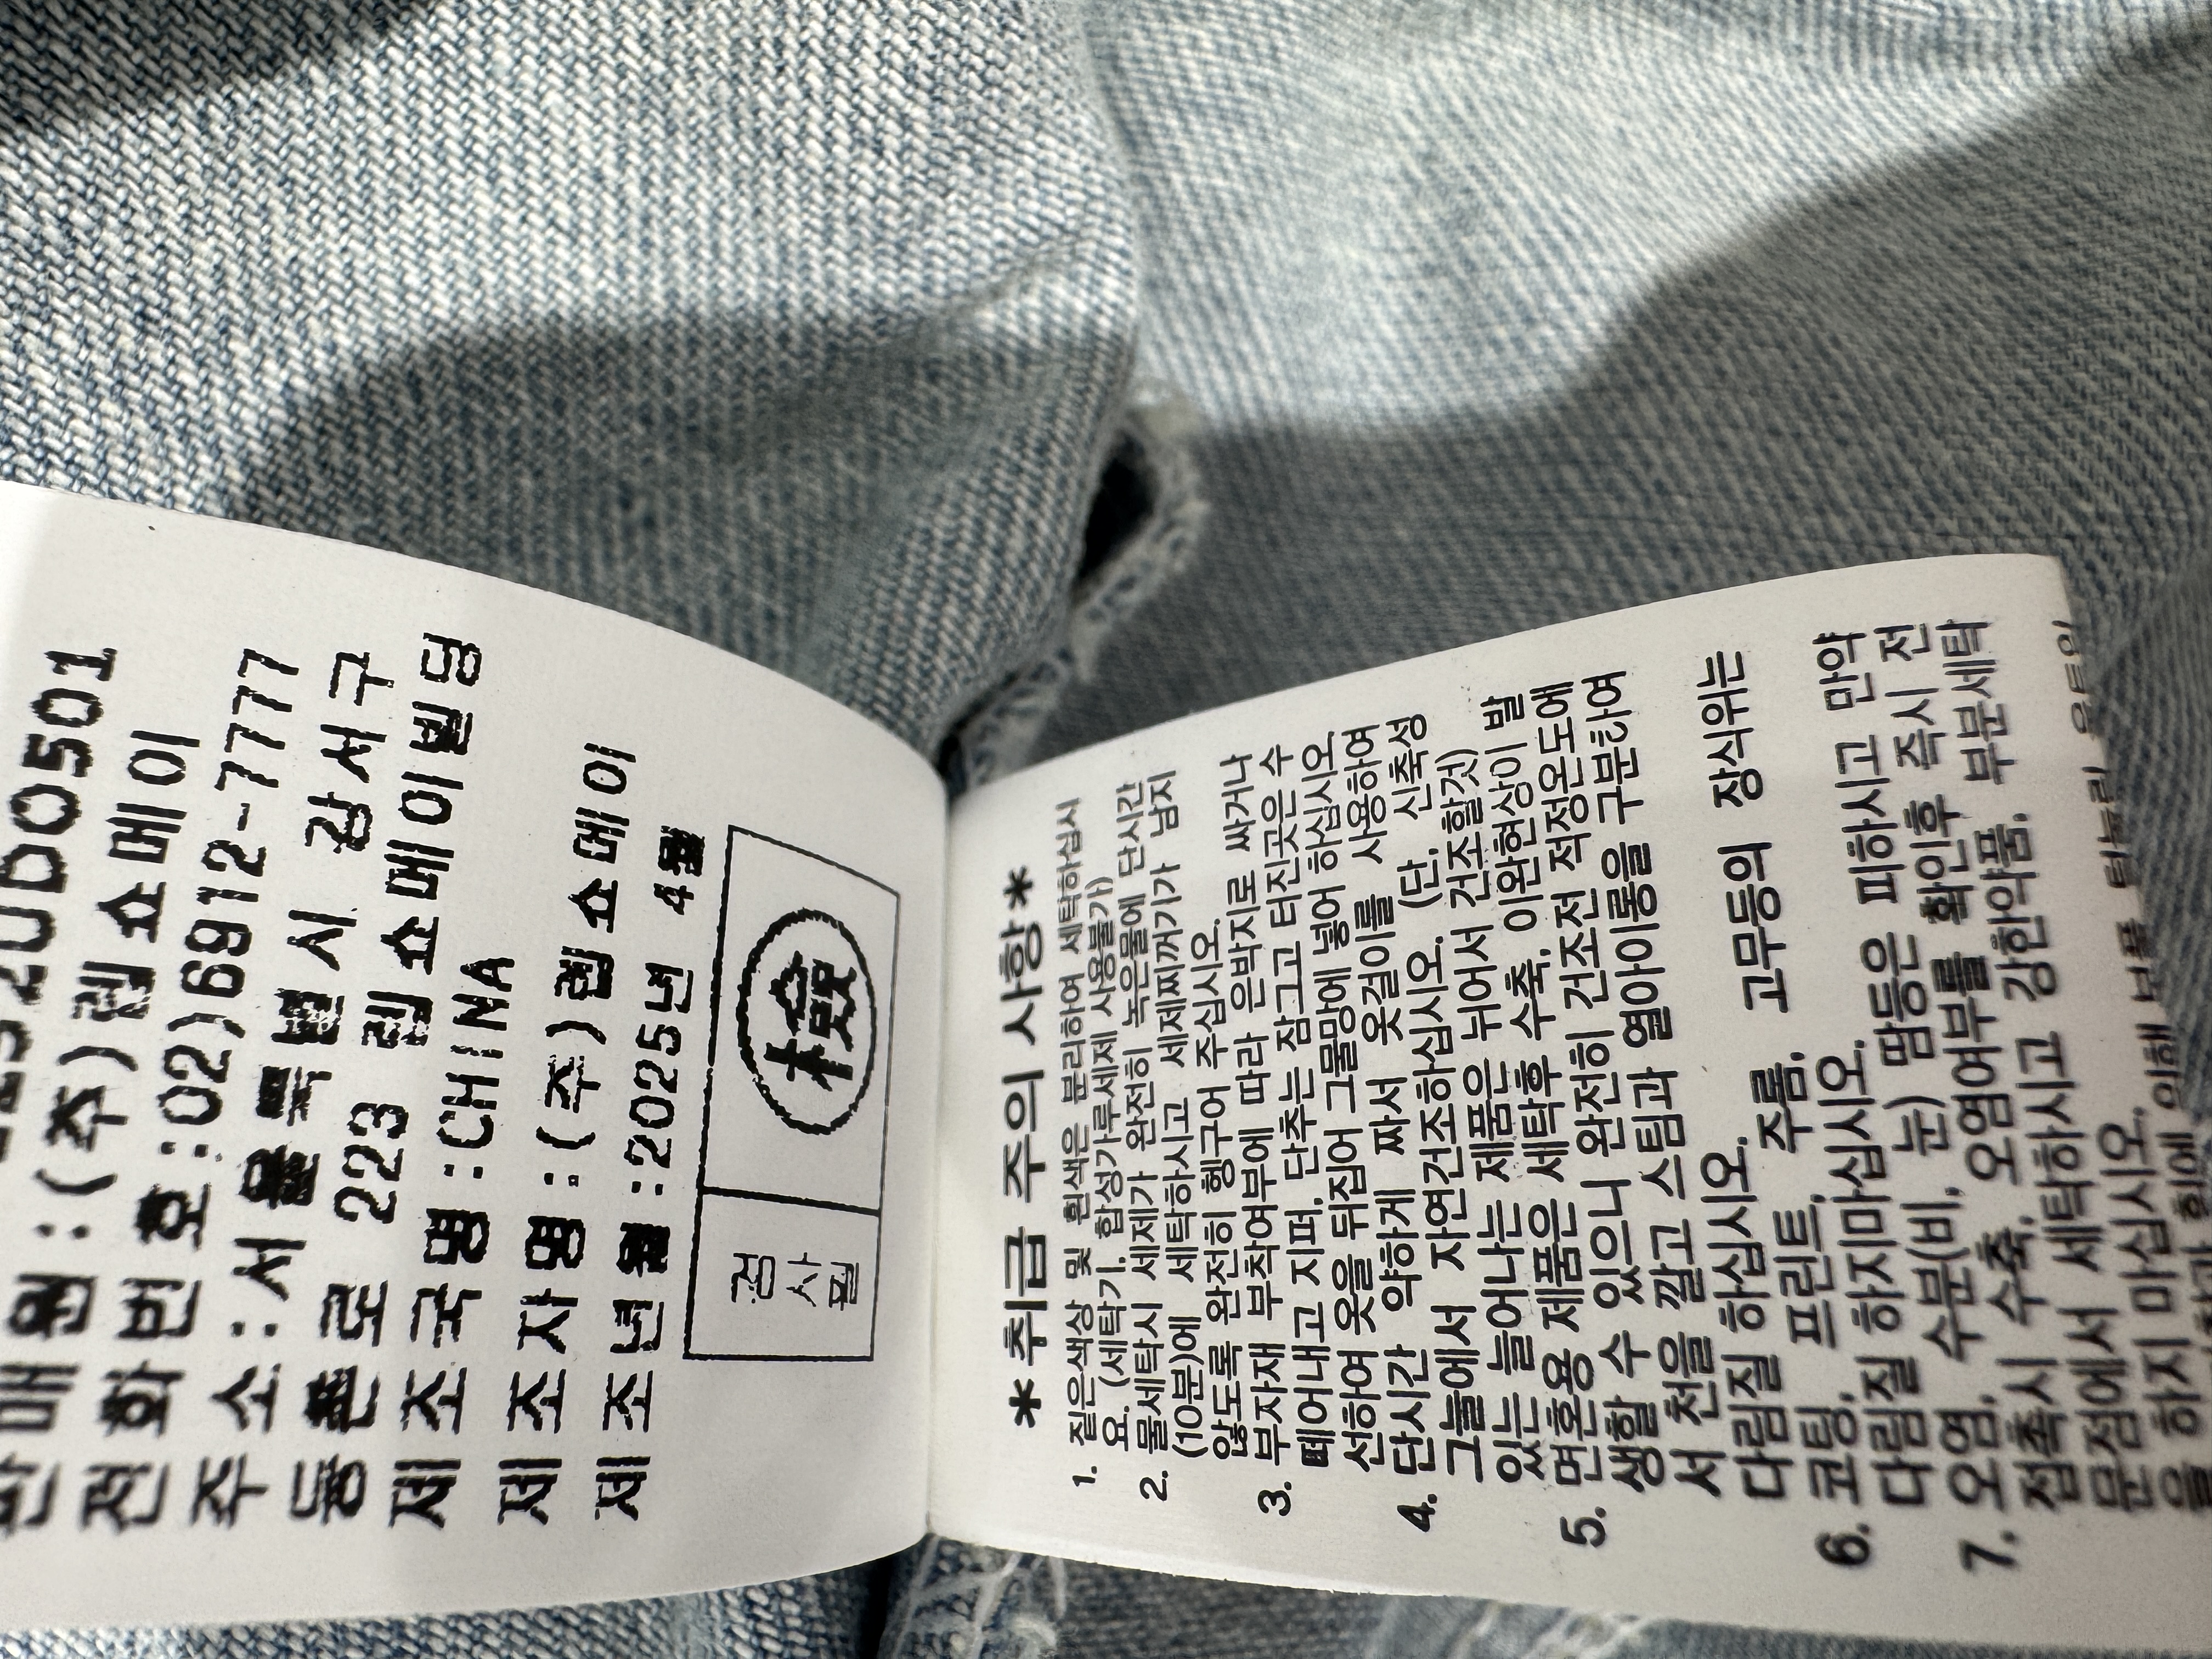 판매원:(주)렙쇼메이
전화번호:02)6912-7777
주소:서울특별시 강서구
등촌로 223 렙쇼메이빌딩
제조국명:CHINA
제조자명:(주)렙쇼메이
제조년월:2025년 4월
검사필
檢
*취급 주의 사항*
1. 짙은색상 및 흰색은 분리하여 세탁하십시
요. (세탁기, 합성가루세제 사용불가)
2. 물세탁시 세제가 완전히 녹은물에 단시간
(10분)에 세탁하시고 세제찌꺼기가 남지
않도록 완전히 헹구어 주십시오.
3. 부자재 부착여부에 따라 은박지로 싸거나
떼어내고 지퍼, 단추는 잠그고 터진곳은 수
선하여 옷을 뒤집어 그물망에 넣어 하십시오.
4. 단시간 약하게 짜서 옷걸이를 사용하여
그늘에서 자연건조하십시오. (단, 신축성
있는 늘어나는 제품은 뉘어서 건조할것)
5. 면혼용 제품은 세탁후 수축, 이완현상이 발
생할 수 있으니 완전히 건조전 적정온도에
서 천을 깔고 스팀과 열아이롱을 구분하여
다림질 하십시오.
6. 코팅, 프린트, 주름, 고무등의 장식위는
다림질 하지마십시오.
7. 오염, 수분(비, 눈) 땀등은 피하시고 만약
접촉시 수축, 오염여부를 확인후 즉시 전
문점에서 세탁하시고 강한약품, 부분세탁
을 하지 마십시오.